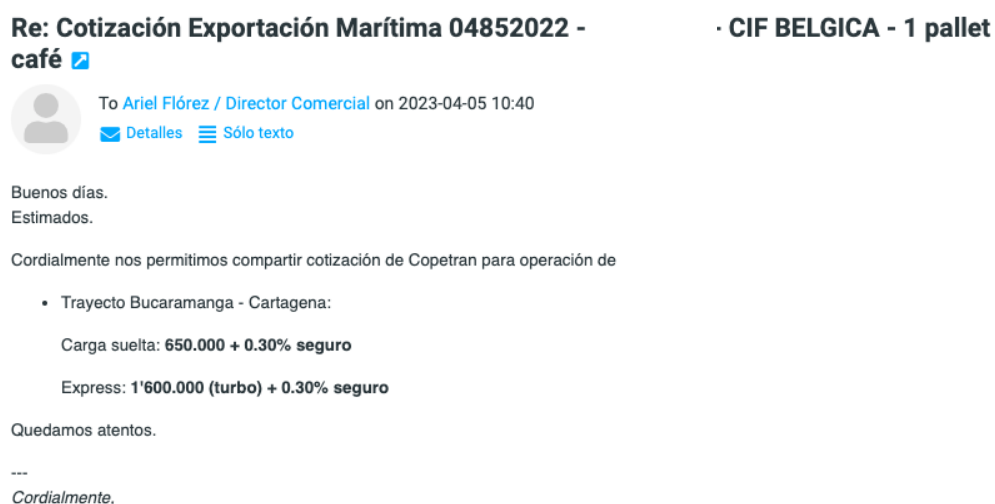 Re: Cotización Exportación Marítima 04852022 - · CIF BELGICA - 1 pallet
café
To Ariel Flórez / Director Comercial on 2023-04-05 10:40
Detalles Sólo texto
Buenos días.
Estimados.
Cordialmente nos permitimos compartir cotización de Copetran para operación de
• Trayecto Bucaramanga - Cartagena:
Carga suelta: 650.000 + 0.30% seguro
Express: 1'600.000 (turbo) + 0.30% seguro
Quedamos atentos.
---
Cordialmente,